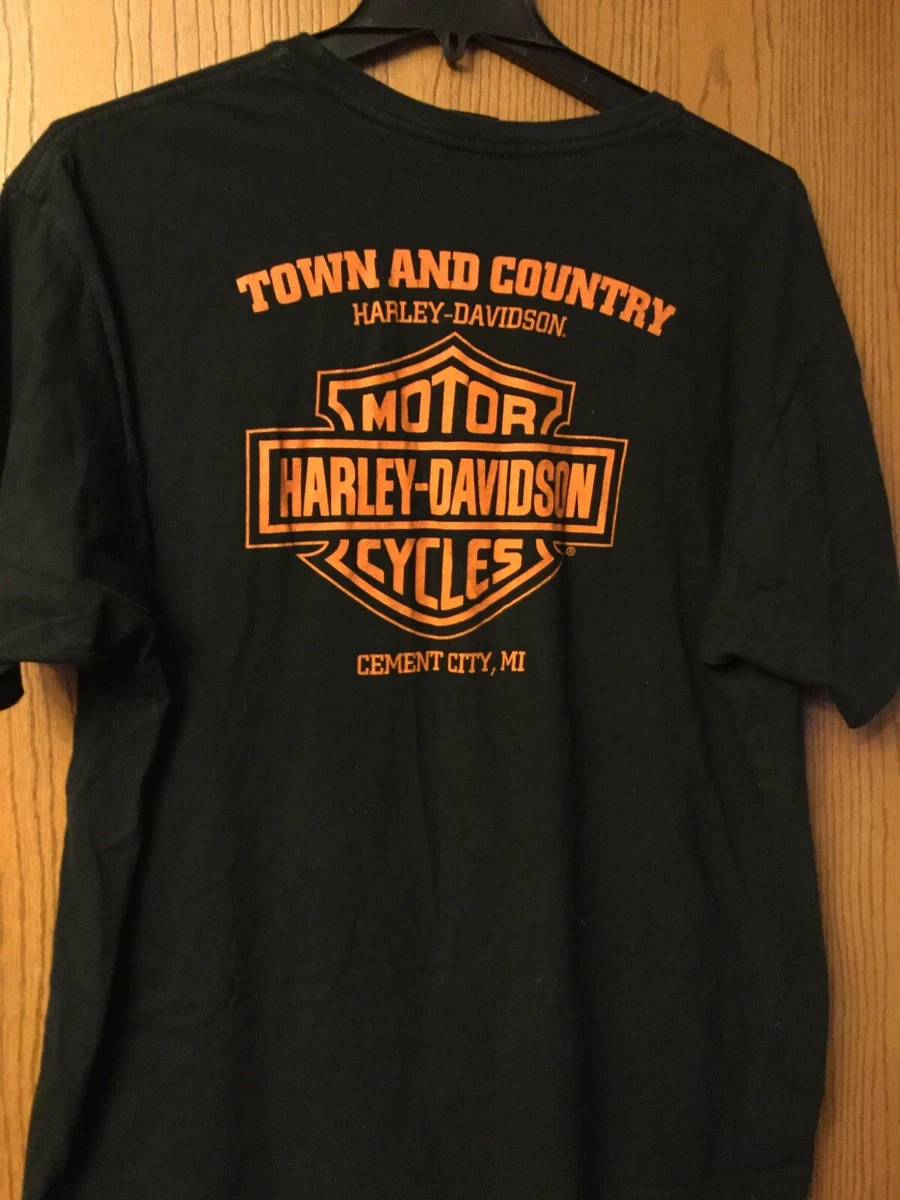 TOWN AND COUNTRY
HARLEY-DAVIDSON.
MOTOR
HARLEY-DAVIDSON
CYCLES
®
CEMENT CITY, MI